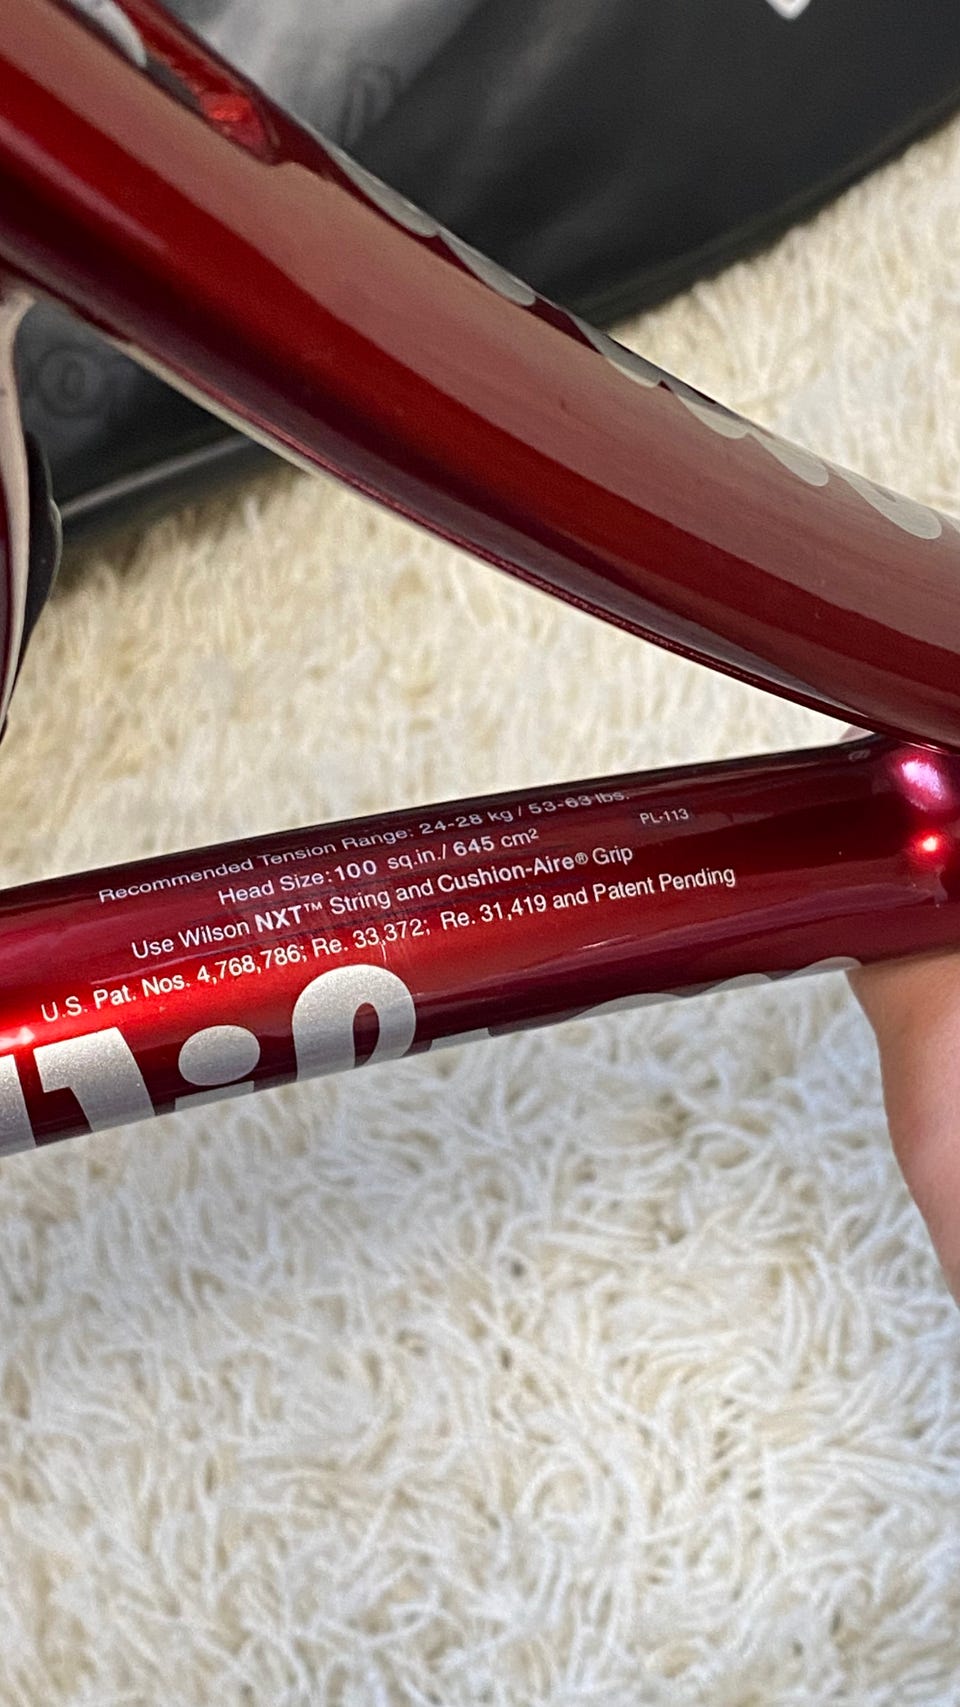 Recommended Tension Range: 24-28 kg / 53-63 lbs.
Head Size: 100 sq.in./ 645 cm²
PL-113
Use Wilson NXT™ String and Cushion-Aire® Grip
U.S. Pat. Nos. 4,768,786; Re. 33,372; Re. 31,419 and Patent Pending